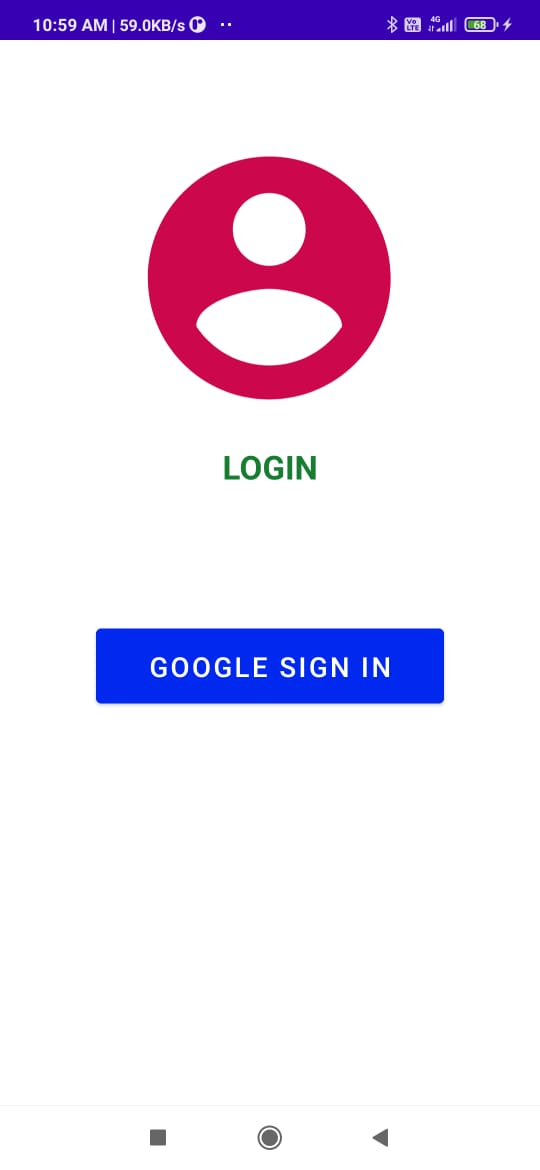 10:59 AM | 59.0KB/s
Vo LTE 4G 68
LOGIN
GOOGLE SIGN IN